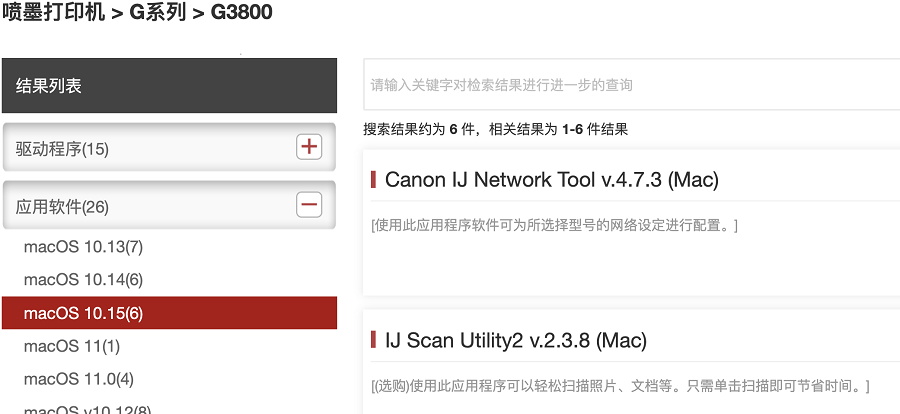 喷墨打印机 > G系列 > G3800
结果列表
请输入关键字对检索结果进行进一步的查询
搜索结果约为 6 件，相关结果为 1-6 件结果
驱动程序(15)
应用软件(26)
macOS 10.13(7)
macOS 10.14(6)
macOS 10.15(6)
macOS 11(1)
macOS 11.0(4)
macOS v10.12(8)
Canon IJ Network Tool v.4.7.3 (Mac)
[使用此应用程序软件可为所选择型号的网络设定进行配置。]
IJ Scan Utility2 v.2.3.8 (Mac)
[(选购)使用此应用程序可以轻松扫描照片、文档等。只需单击扫描即可节省时间。]